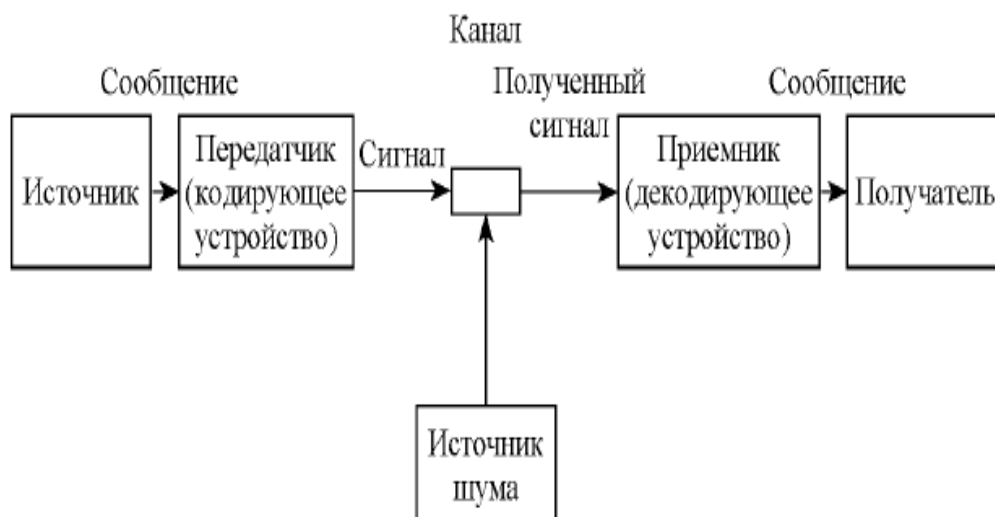 Канал
Сообщение
Полученный
сигнал
Сообщение
Источник
Передатчик
(кодирующее
устройство)
Сигнал
Приемник
(декодирующее
устройство)
Получатель
Источник
шума